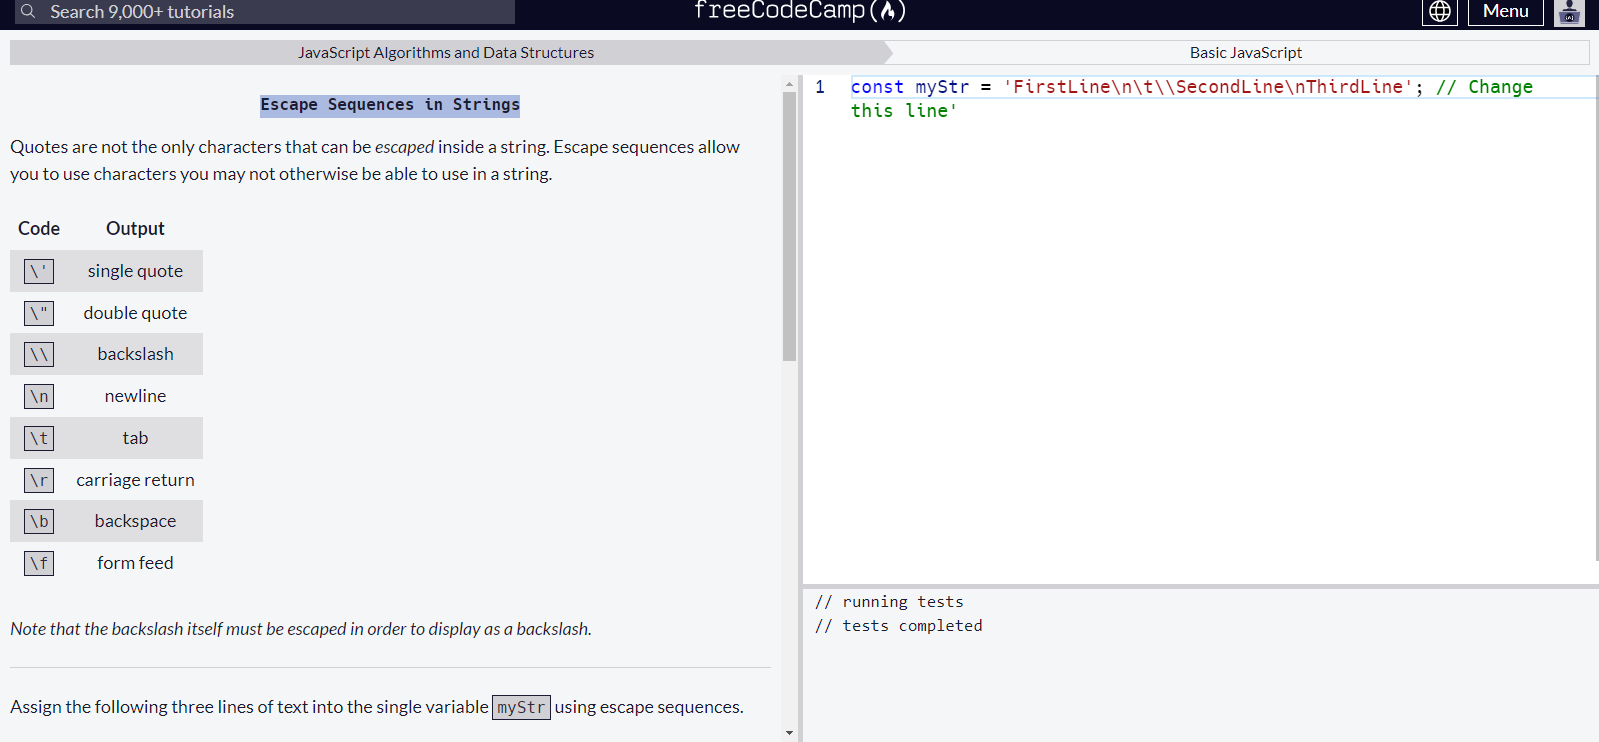 Search 9,000+ tutorials
freeCodeCamp(🔥)
Menu
JavaScript Algorithms and Data Structures
Basic JavaScript
Escape Sequences in Strings
Quotes are not the only characters that can be escaped inside a string. Escape sequences allow
you to use characters you may not otherwise be able to use in a string.
Code Output
\' single quote
\" double quote
\\ backslash
\n newline
\t tab
\r carriage return
\b backspace
\f form feed
Note that the backslash itself must be escaped in order to display as a backslash.
Assign the following three lines of text into the single variable myStr using escape sequences.
1 const myStr = 'FirstLine\n\t\\SecondLine\nThirdLine'; // Change
this line'
// running tests
// tests completed